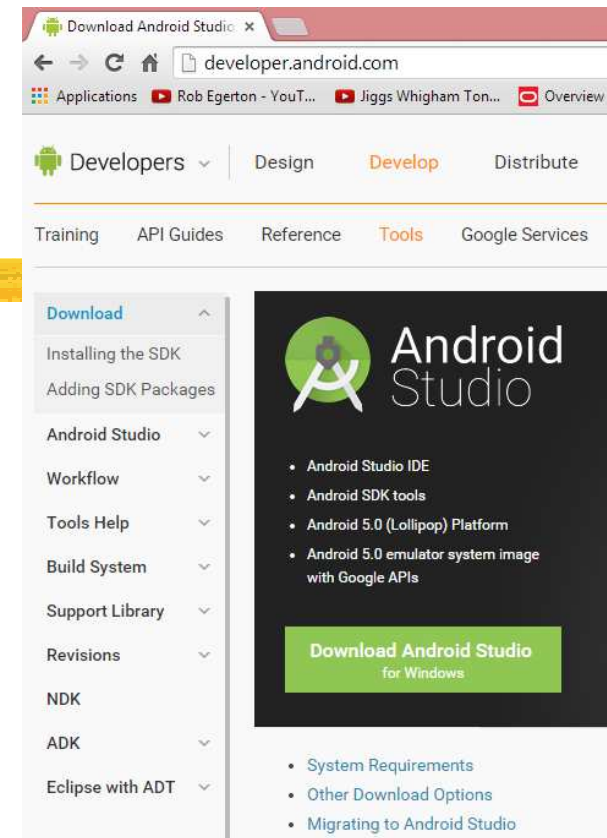 Download Android Studio
developer.android.com
Applications Rob Egerton - YouT... Jiggs Whigham Ton... Overview
Developers Design Develop Distribute
Training API Guides Reference Tools Google Services
Download
Installing the SDK
Adding SDK Packages
Android Studio
Workflow
Tools Help
Build System
Support Library
Revisions
NDK
ADK
Eclipse with ADT
Android
Studio
• Android Studio IDE
• Android SDK tools
• Android 5.0 (Lollipop) Platform
• Android 5.0 emulator system image
with Google APIs
Download Android Studio
for Windows
• System Requirements
• Other Download Options
• Migrating to Android Studio